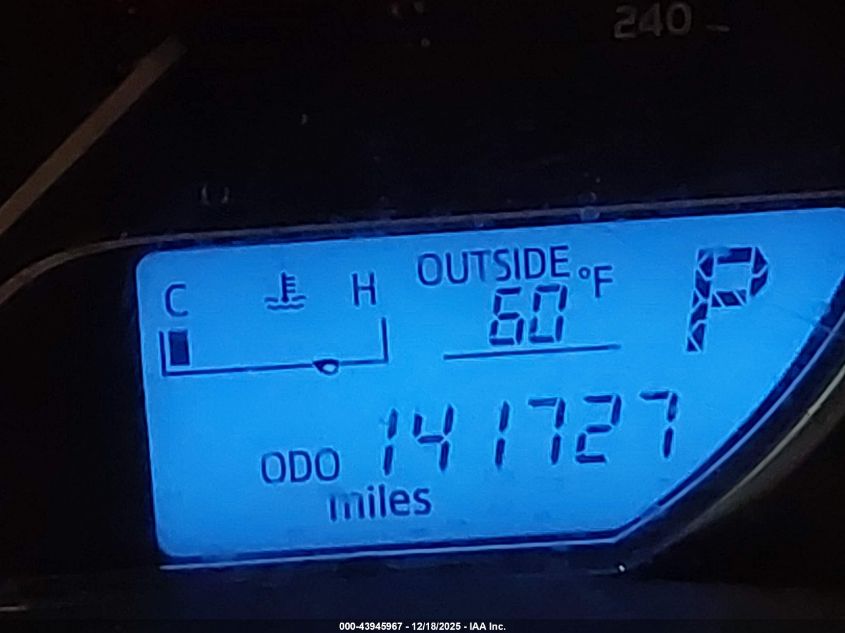 240
C H OUTSIDE °F P
60
ODO 141727
miles
000-43945967 - 12/18/2025 - IAA Inc.